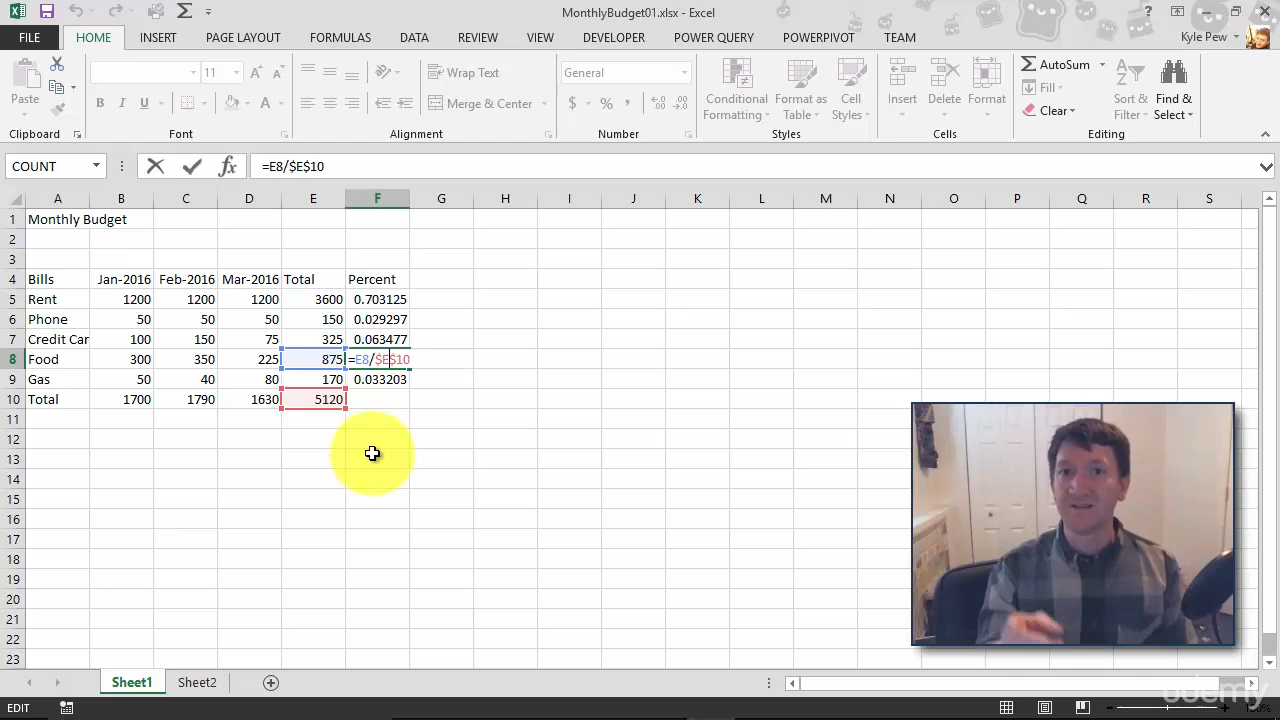 MonthlyBudget01.xlsx - Excel
FILE HOME INSERT PAGE LAYOUT FORMULAS DATA REVIEW VIEW DEVELOPER POWER QUERY POWERPIVOT TEAM Kyle Pew
Paste
11
B I U A
Wrap Text
Merge & Center
General
$ % ,
Conditional Formatting
Format as Table
Cell Styles
Insert
Delete
Format
AutoSum
Fill
Clear
Sort & Filter
Find & Select
Clipboard Font Alignment Number Styles Cells Editing
COUNT fx =E8/$E$10
A B C D E F G H I J K L M N O P Q R S
1 Monthly Budget
2
3
4 Bills Jan-2016 Feb-2016 Mar-2016 Total Percent
5 Rent 1200 1200 1200 3600 0.703125
6 Phone 50 50 50 150 0.029297
7 Credit Car 100 150 75 325 0.063477
8 Food 300 350 225 875 =E8/$E$10
9 Gas 50 40 80 170 0.033203
10 Total 1700 1790 1630 5120
11
12
13
14
15
16
17
18
19
20
21
22
23
Sheet1 Sheet2
udemy
EDIT 100%